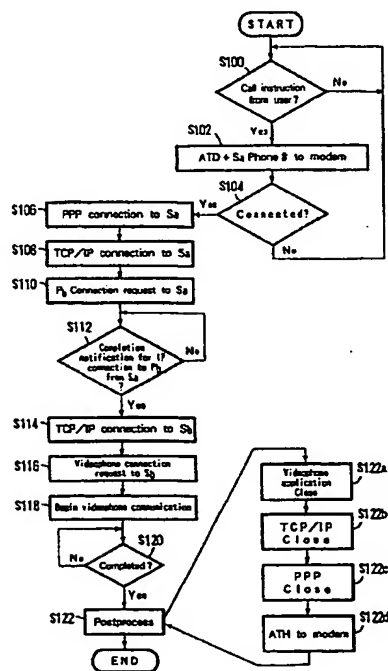 START
S100
Call instruction
from user?
No
Yes
S102
ATD + Sa Phone # to modem
S104
Connected?
Yes
No
S106
PPP connection to Sa
S108
TCP/IP connection to Sa
S110
Pb Connection request to Sa
S112
Completion
notification for IP
connection to Pb
from Sa
?
No
Yes
S114
TCP/IP connection to Sb
S116
Videophone connection
request to Sb
S118
Begin videophone communication
S120
Completed?
No
Yes
S122
Postprocess
END
S122a
Videophone
application
Close
S122b
TCP/IP
Close
S122c
PPP
Close
S122d
ATH to modem